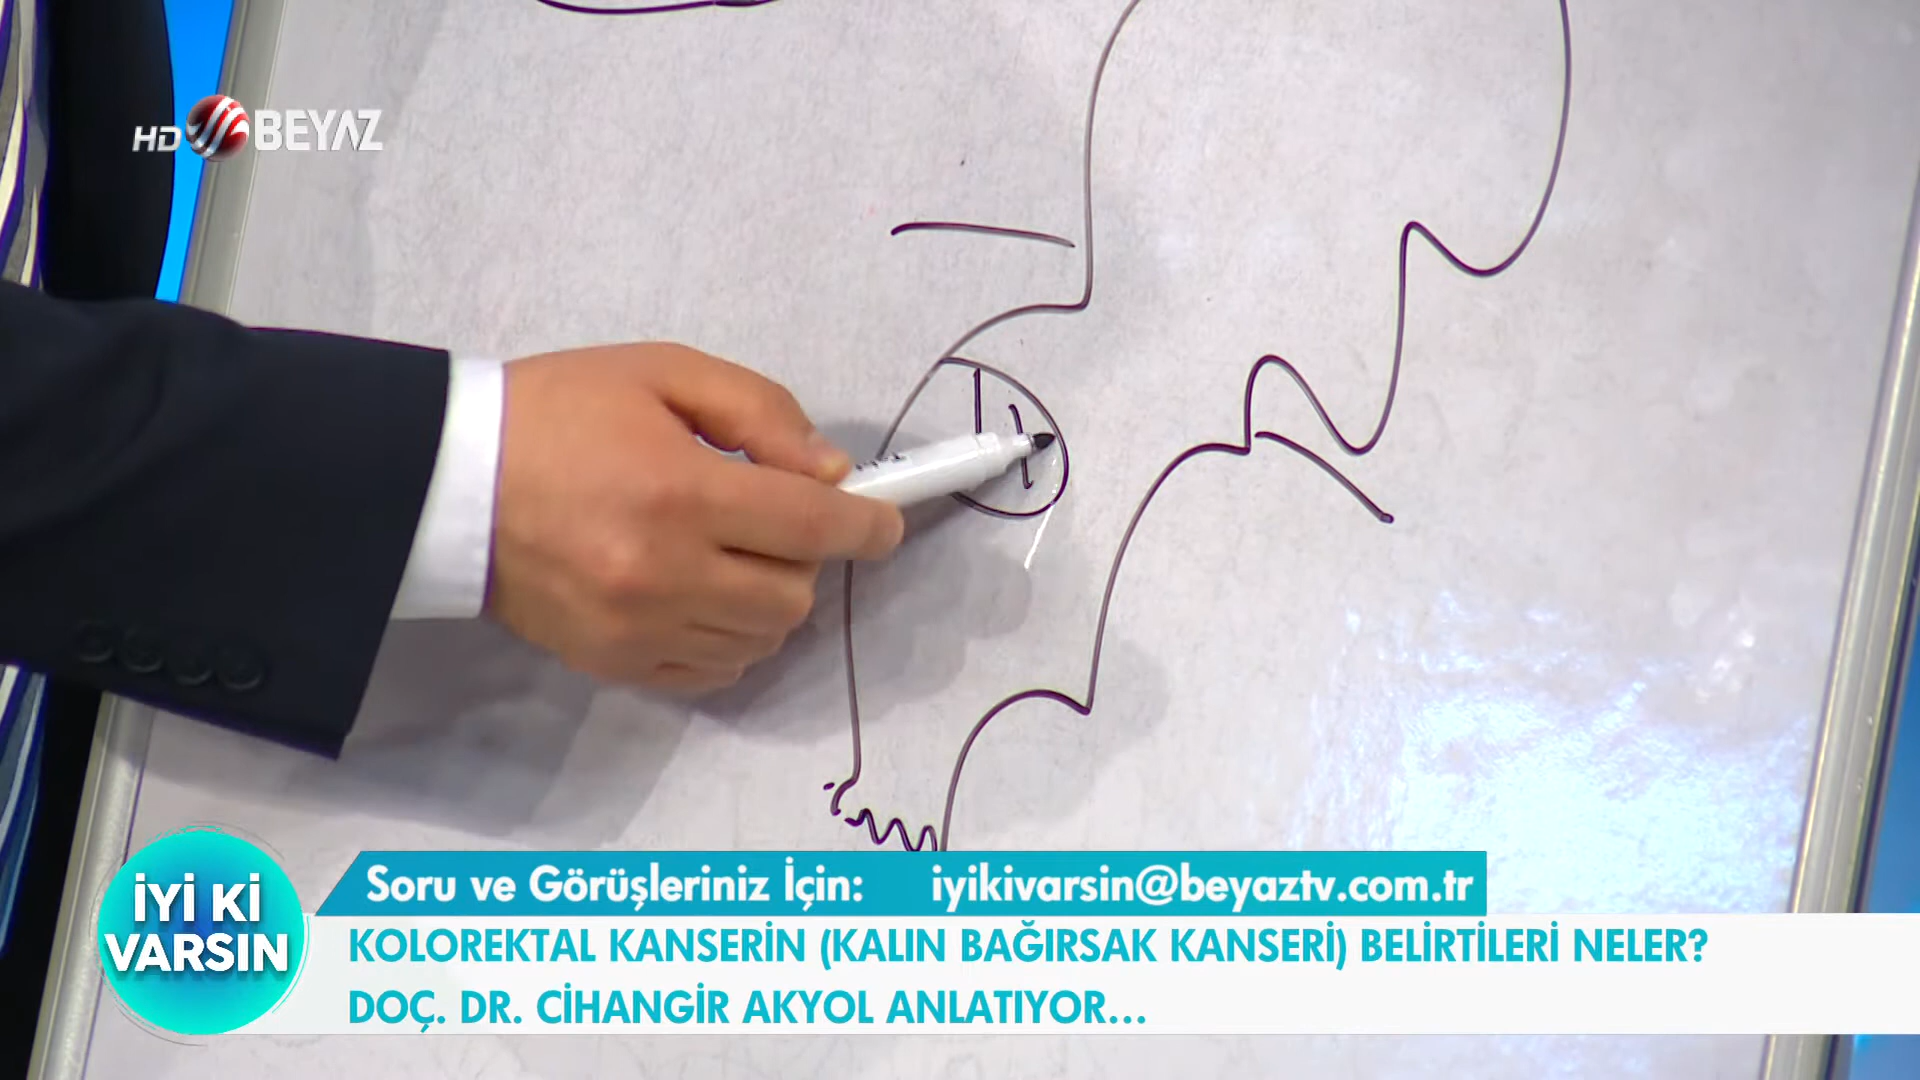 HD BEYAZ
Soru ve Görüşleriniz İçin: iyikivarsin@beyaztv.com.tr
İYİ Kİ
VARSIN
KOLOREKTAL KANSERİN (KALIN BAĞIRSAK KANSERİ) BELİRTİLERİ NELER?
DOÇ. DR. CİHANGİR AKYOL ANLATIYOR...